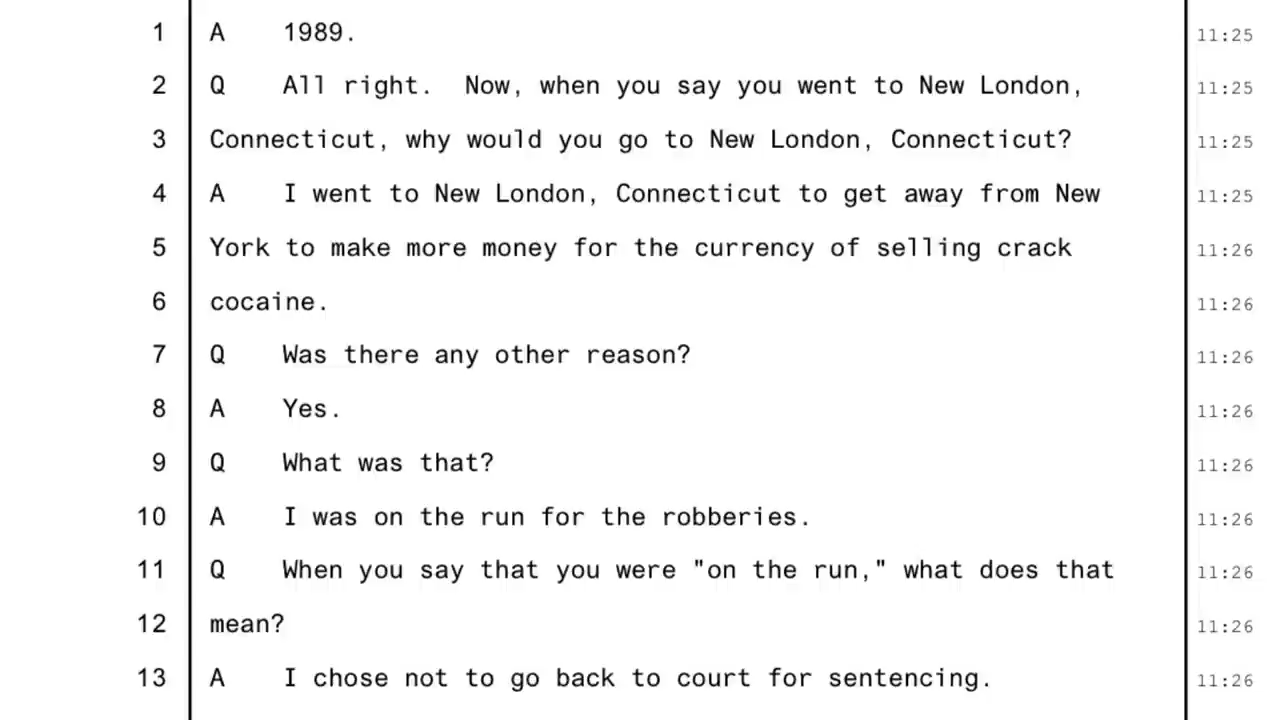 1 A 1989. 11:25
2 Q All right. Now, when you say you went to New London, 11:25
3 Connecticut, why would you go to New London, Connecticut? 11:25
4 A I went to New London, Connecticut to get away from New 11:25
5 York to make more money for the currency of selling crack 11:26
6 cocaine. 11:26
7 Q Was there any other reason? 11:26
8 A Yes. 11:26
9 Q What was that? 11:26
10 A I was on the run for the robberies. 11:26
11 Q When you say that you were "on the run," what does that 11:26
12 mean? 11:26
13 A I chose not to go back to court for sentencing. 11:26